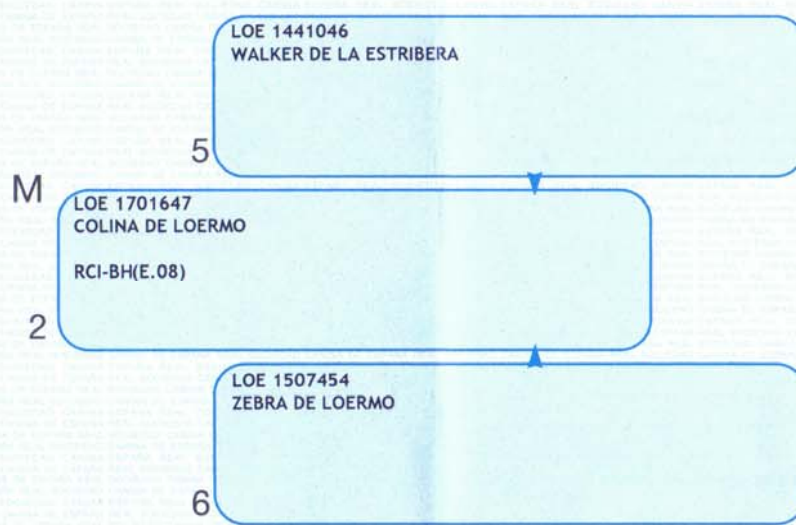 LOE 1441046
WALKER DE LA ESTRIBERA
5
M
LOE 1701647
COLINA DE LOERMO
RCI-BH(E.08)
2
LOE 1507454
ZEBRA DE LOERMO
6